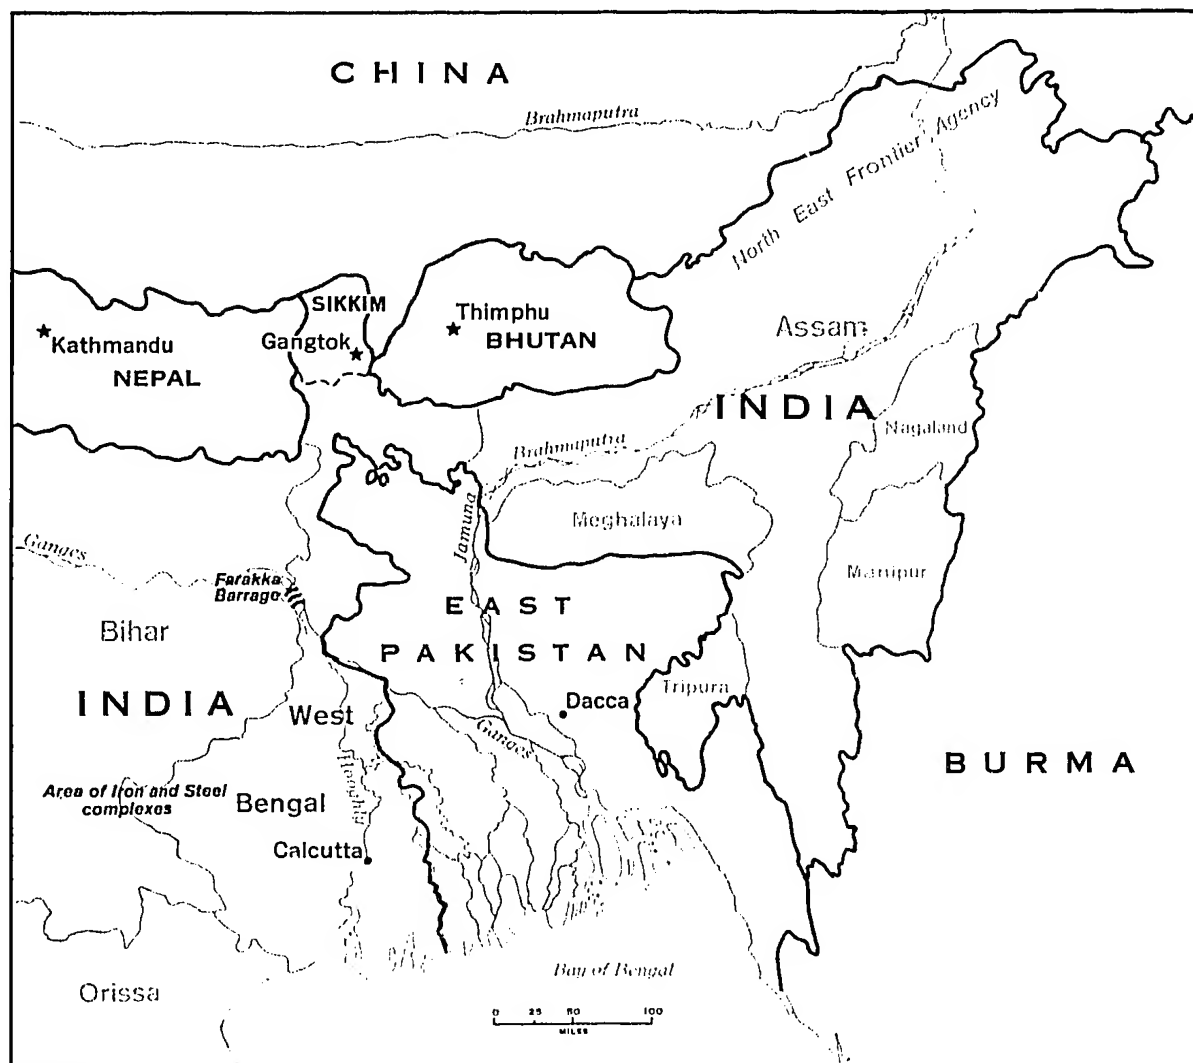 CHINA
Brahmaputra
North East Frontier Agency
SIKKIM
Thimphu
BHUTAN
Gangtok
Kathmandu
NEPAL
Assam
INDIA
Nagaland
Brahmaputra
Meghalaya
Jamuna
Ganges
Manipur
Farakka
Barrage
EAST
PAKISTAN
Bihar
INDIA
West
Bengal
Tripura
Dacca
Ganges
Hooghly
BURMA
Area of Iron and Steel
complexes
Calcutta
Bay of Bengal
Orissa
0 25 50 100
MILES